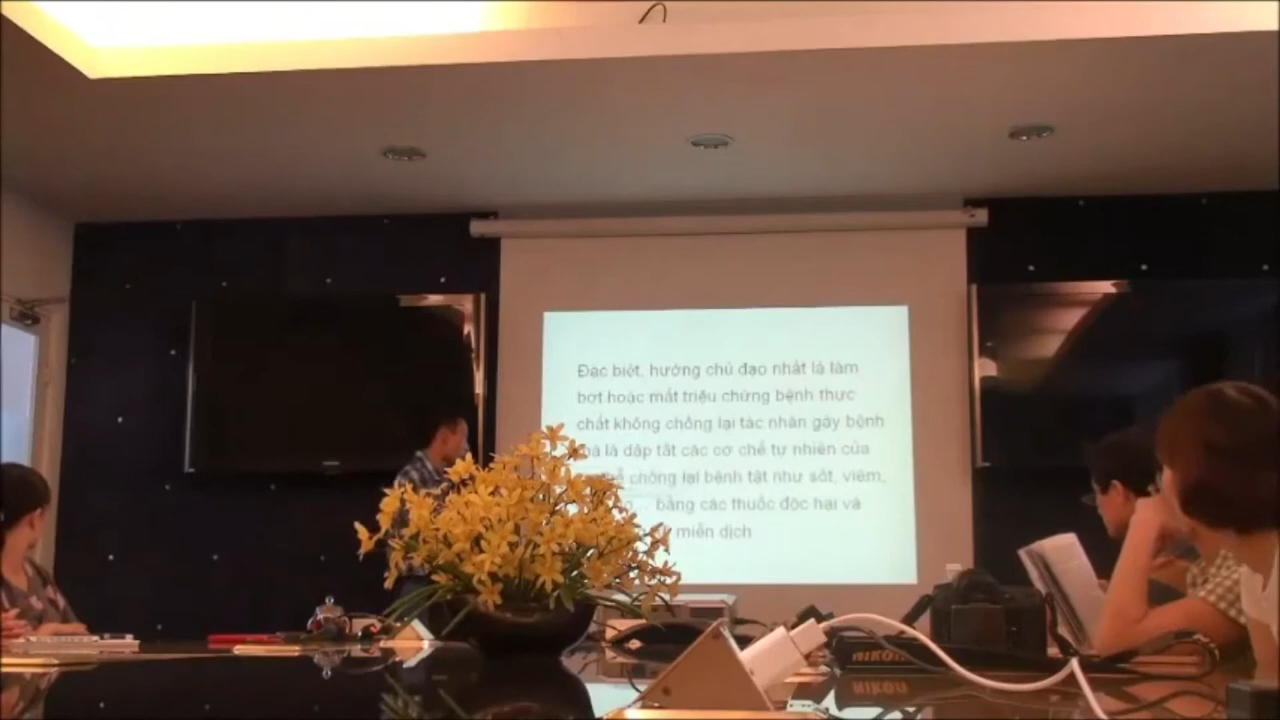 Đặc biệt, hướng chủ đạo nhất là làm
bớt hoặc mất triệu chứng bệnh thực
chất không chống lại tác nhân gây bệnh
mà là dập tắt các cơ chế tự nhiên của
chống lại bệnh tật như sốt, viêm,
... bằng các thuốc độc hại và
miễn dịch
NIKON